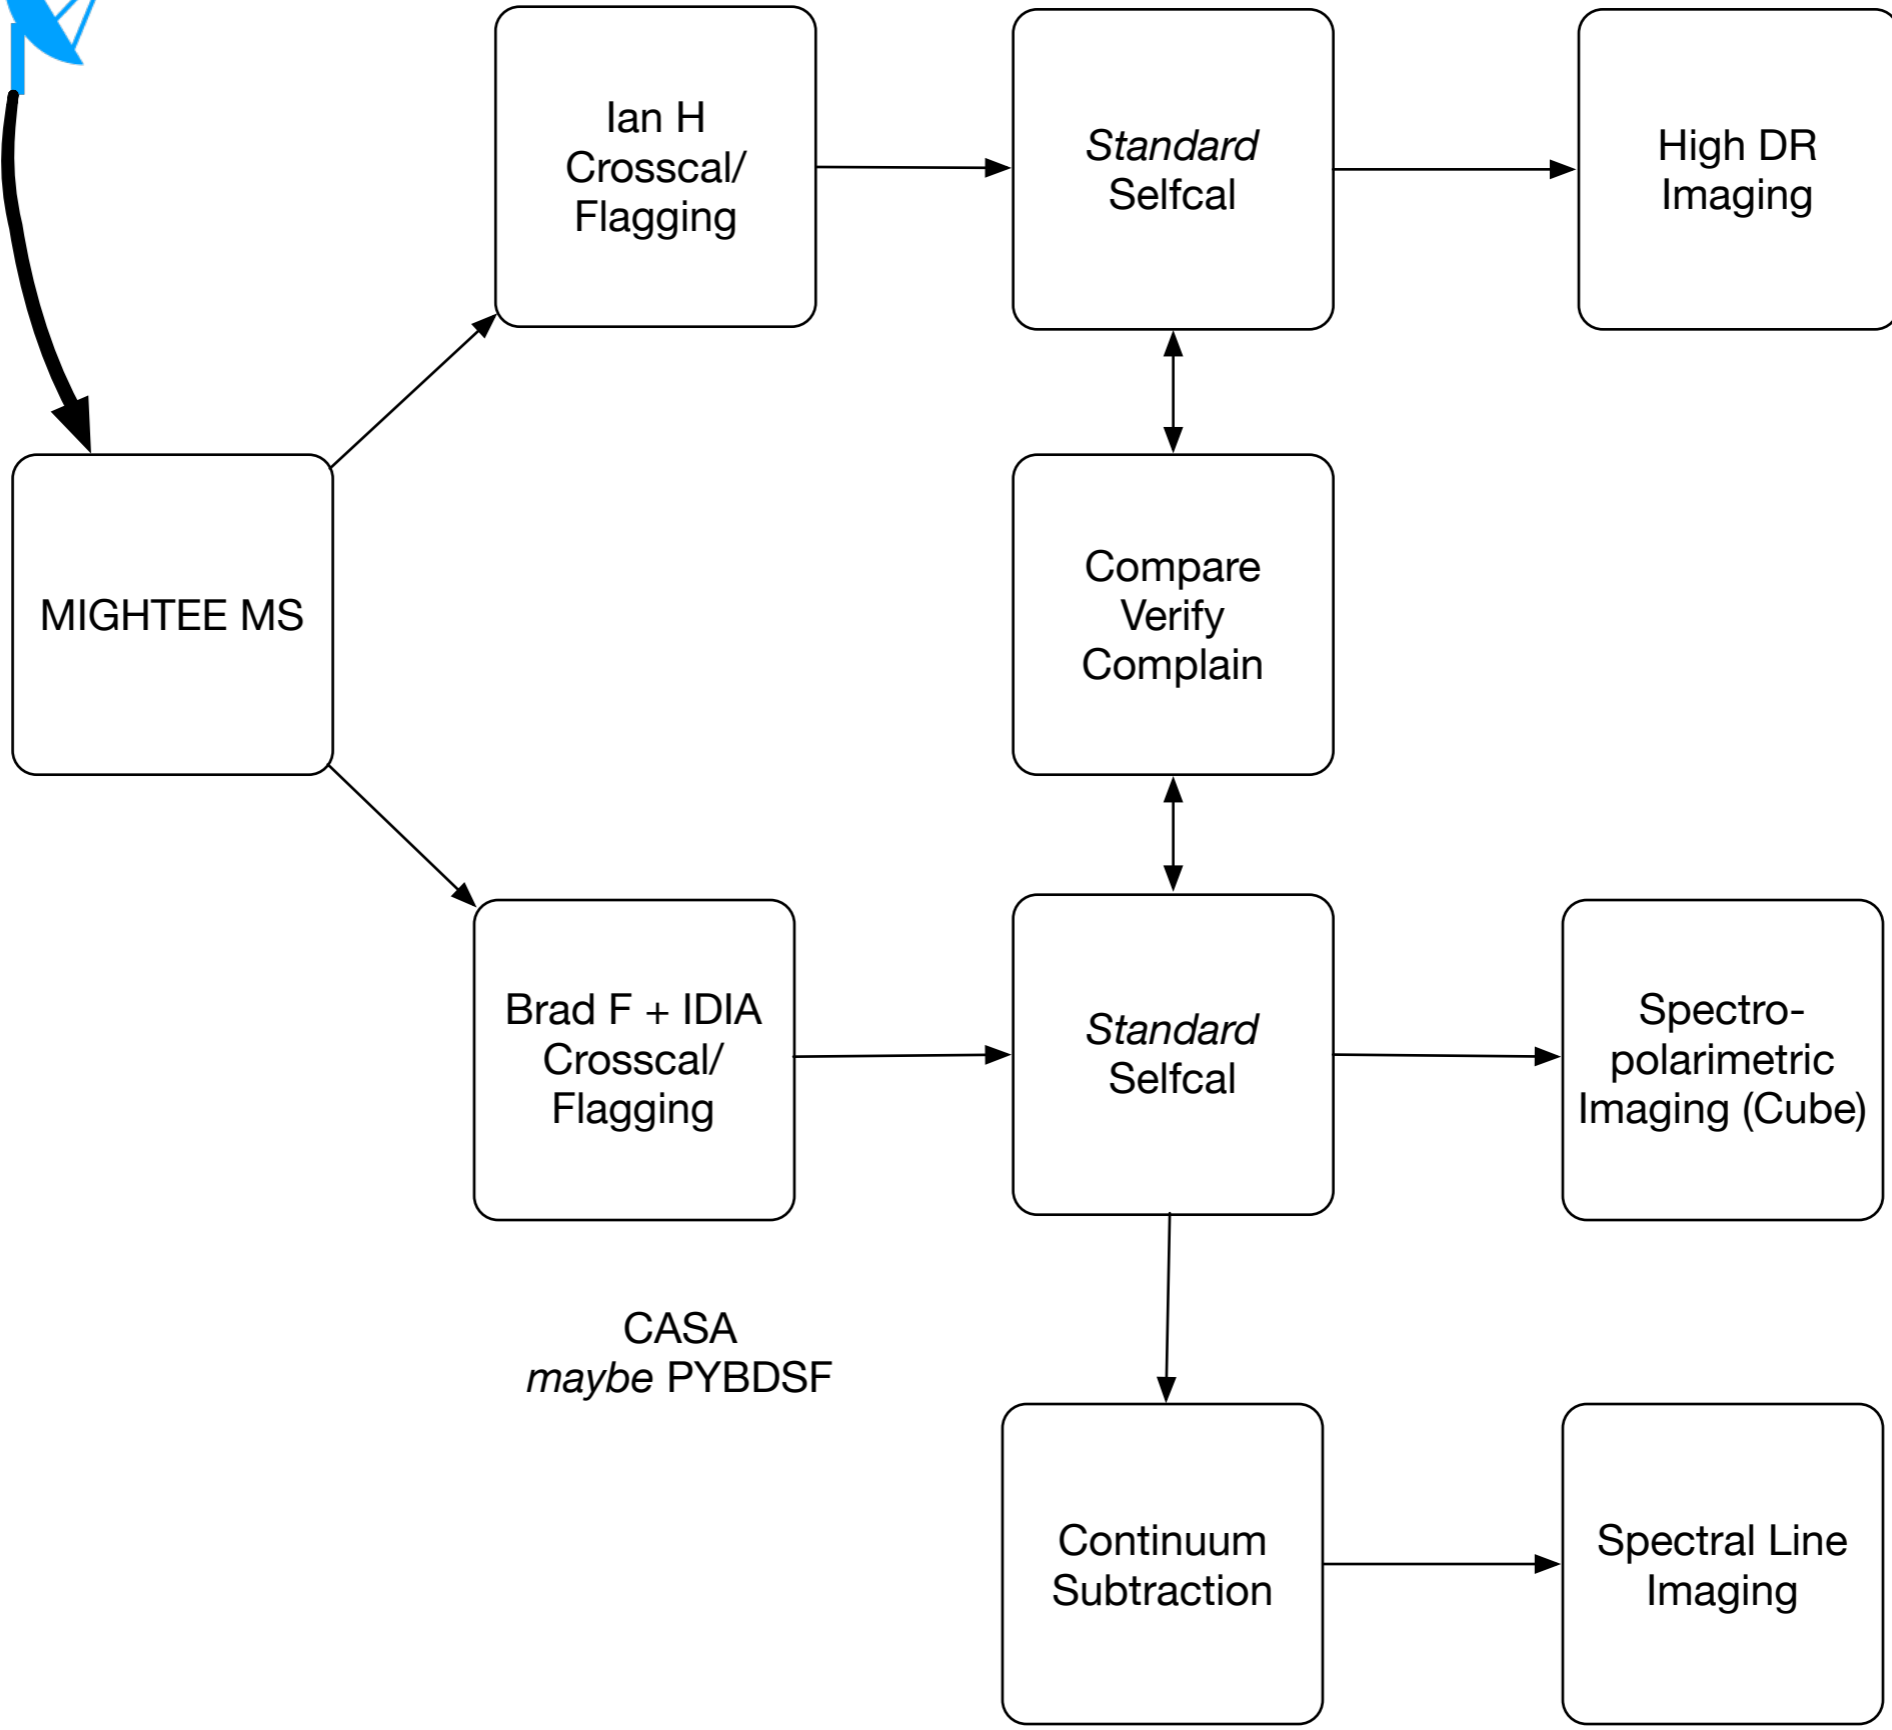 Ian H
Crosscal/
Flagging
Standard
Selfcal
High DR
Imaging
MIGHTEE MS
Compare
Verify
Complain
Brad F + IDIA
Crosscal/
Flagging
Standard
Selfcal
Spectro-
polarimetric
Imaging (Cube)
CASA
maybe PYBDSF
Continuum
Subtraction
Spectral Line
Imaging